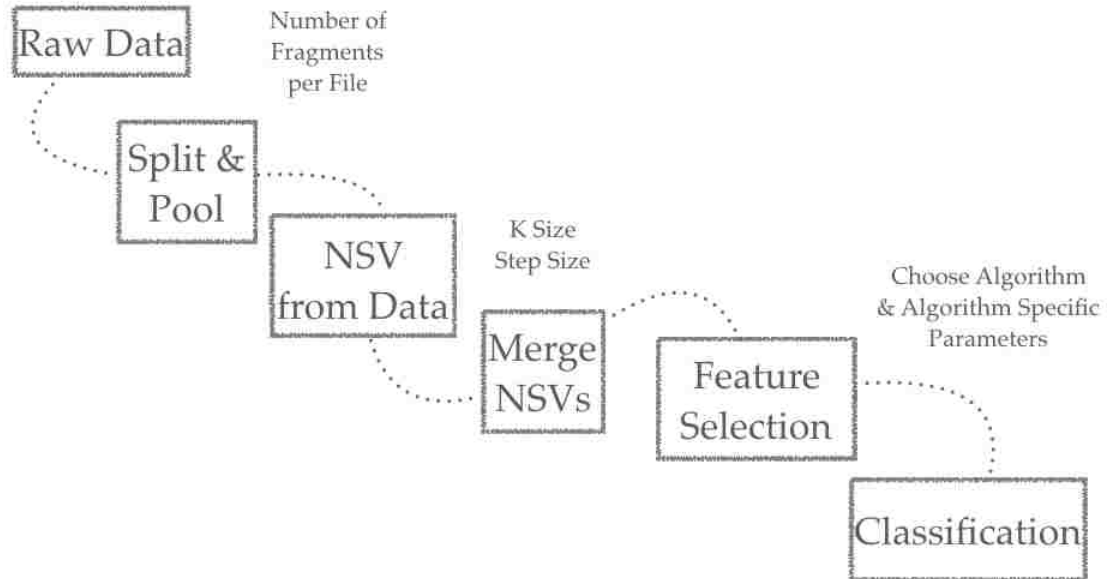 Raw Data
Number of
Fragments
per File
Split &
Pool
NSV
from Data
K Size
Step Size
Merge
NSVs
Choose Algorithm
& Algorithm Specific
Parameters
Feature
Selection
Classification